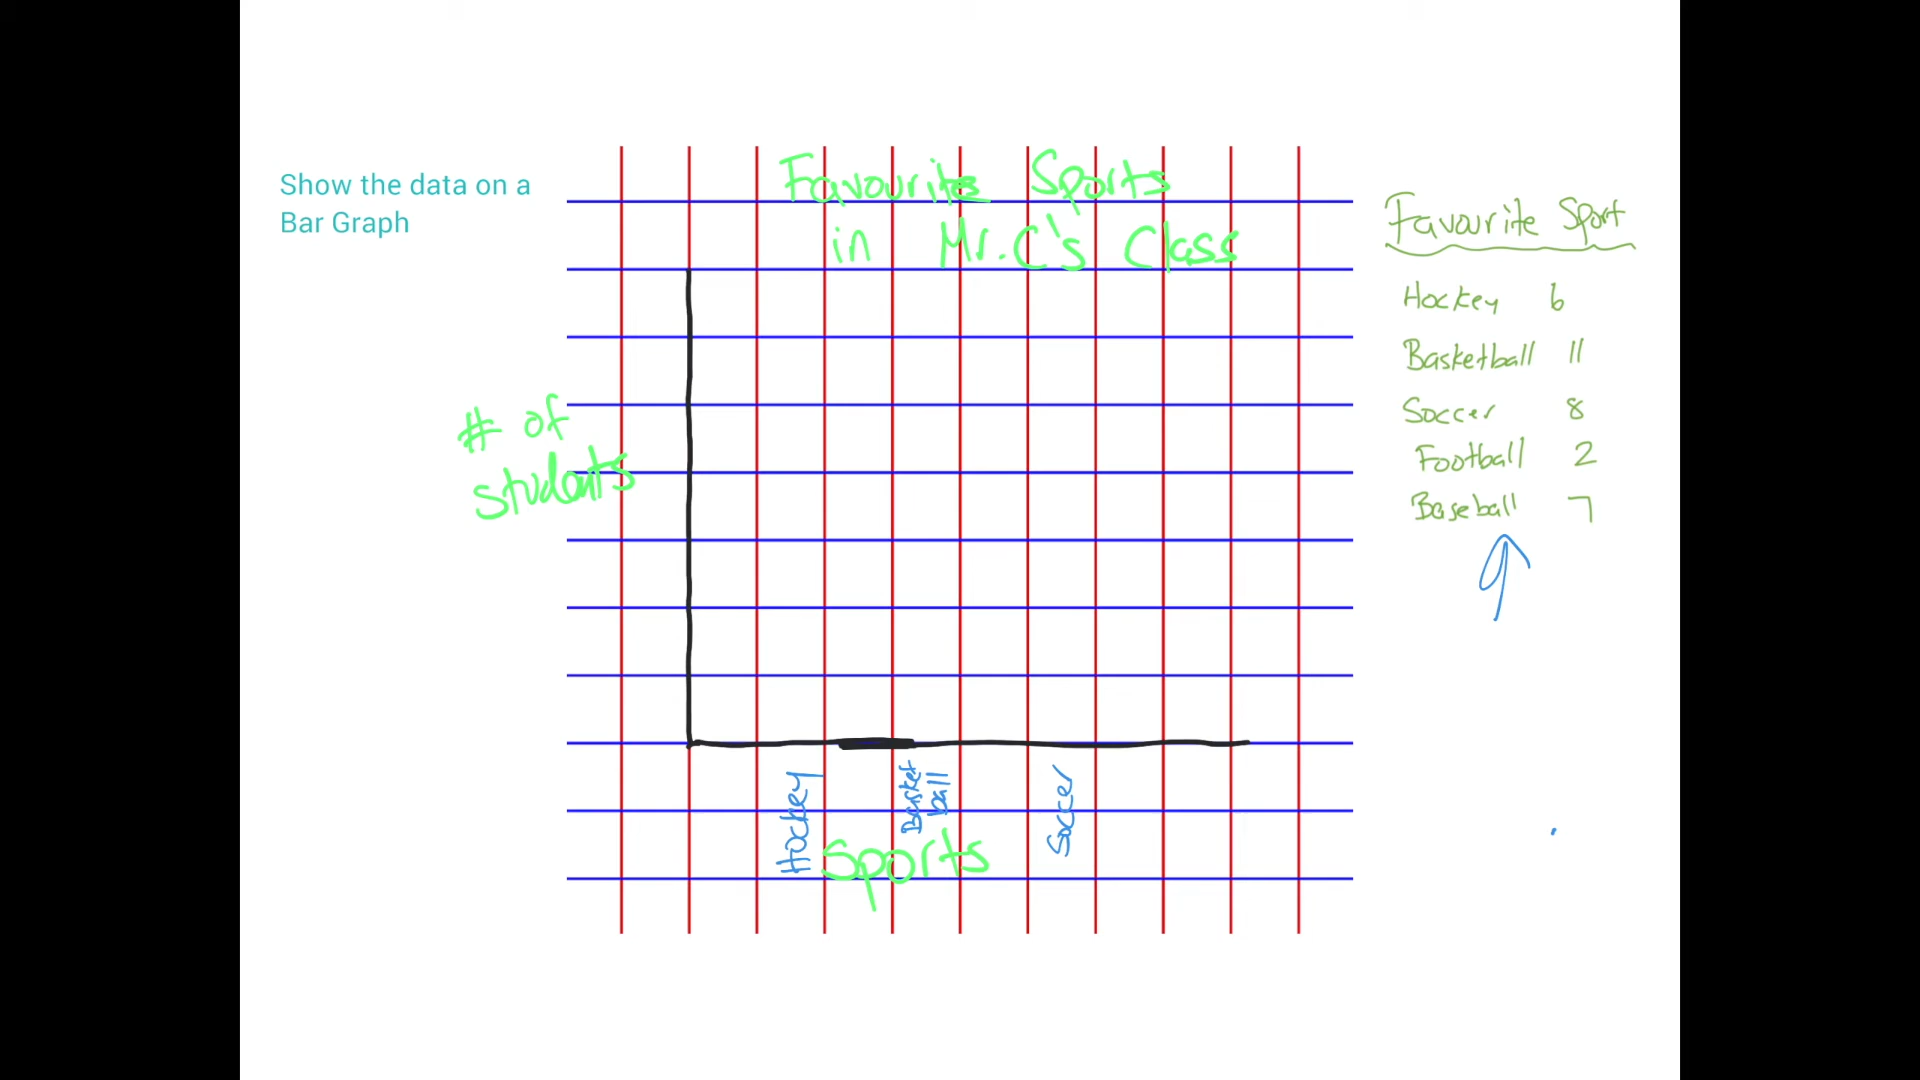 Show the data on a
Bar Graph
Favourite Sports
in Mr. C's Class
# of
students
Hockey
Basket
ball
Soccer
Sports
Favourite Sport
Hockey 6
Basketball 11
Soccer 8
Football 2
Baseball 7